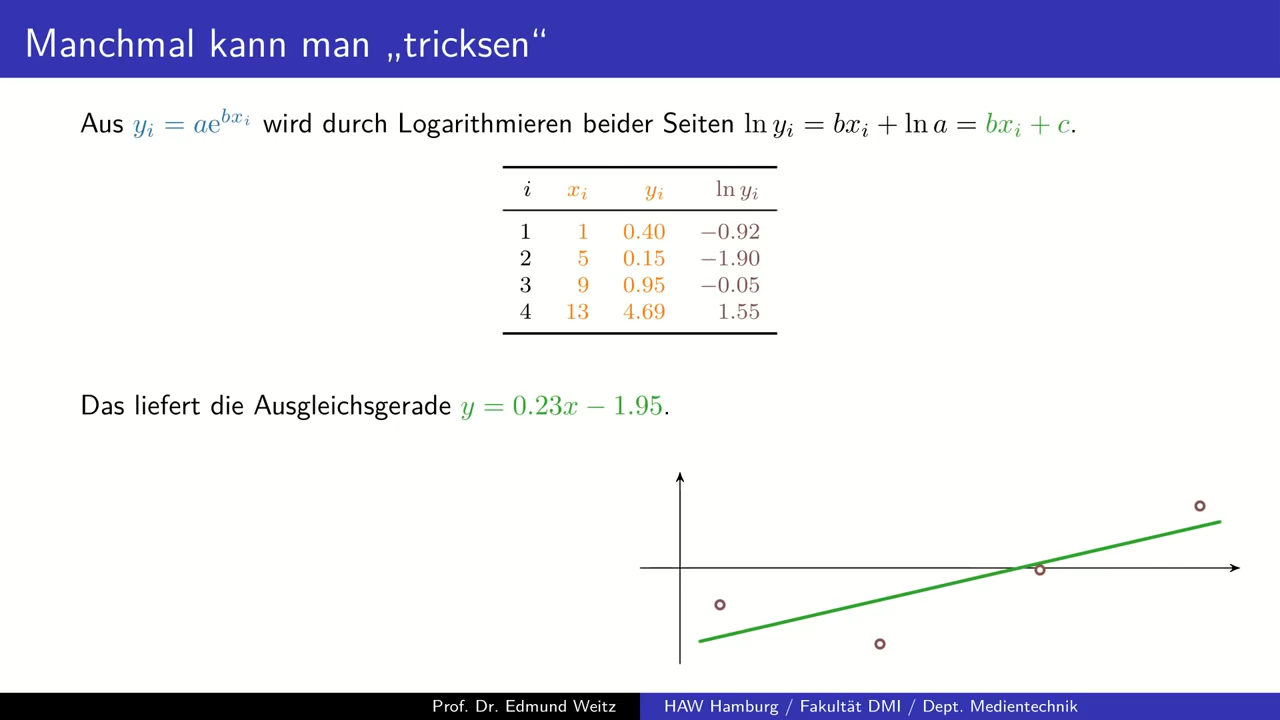 Manchmal kann man „tricksen“
Aus yᵢ = ae^{bxᵢ} wird durch Logarithmieren beider Seiten ln yᵢ = bxᵢ + ln a = bxᵢ + c.
i xᵢ yᵢ ln yᵢ
1 1 0.40 −0.92
2 5 0.15 −1.90
3 9 0.95 −0.05
4 13 4.69 1.55
Das liefert die Ausgleichsgerade y = 0.23x − 1.95.
Prof. Dr. Edmund Weitz HAW Hamburg / Fakultät DMI / Dept. Medientechnik